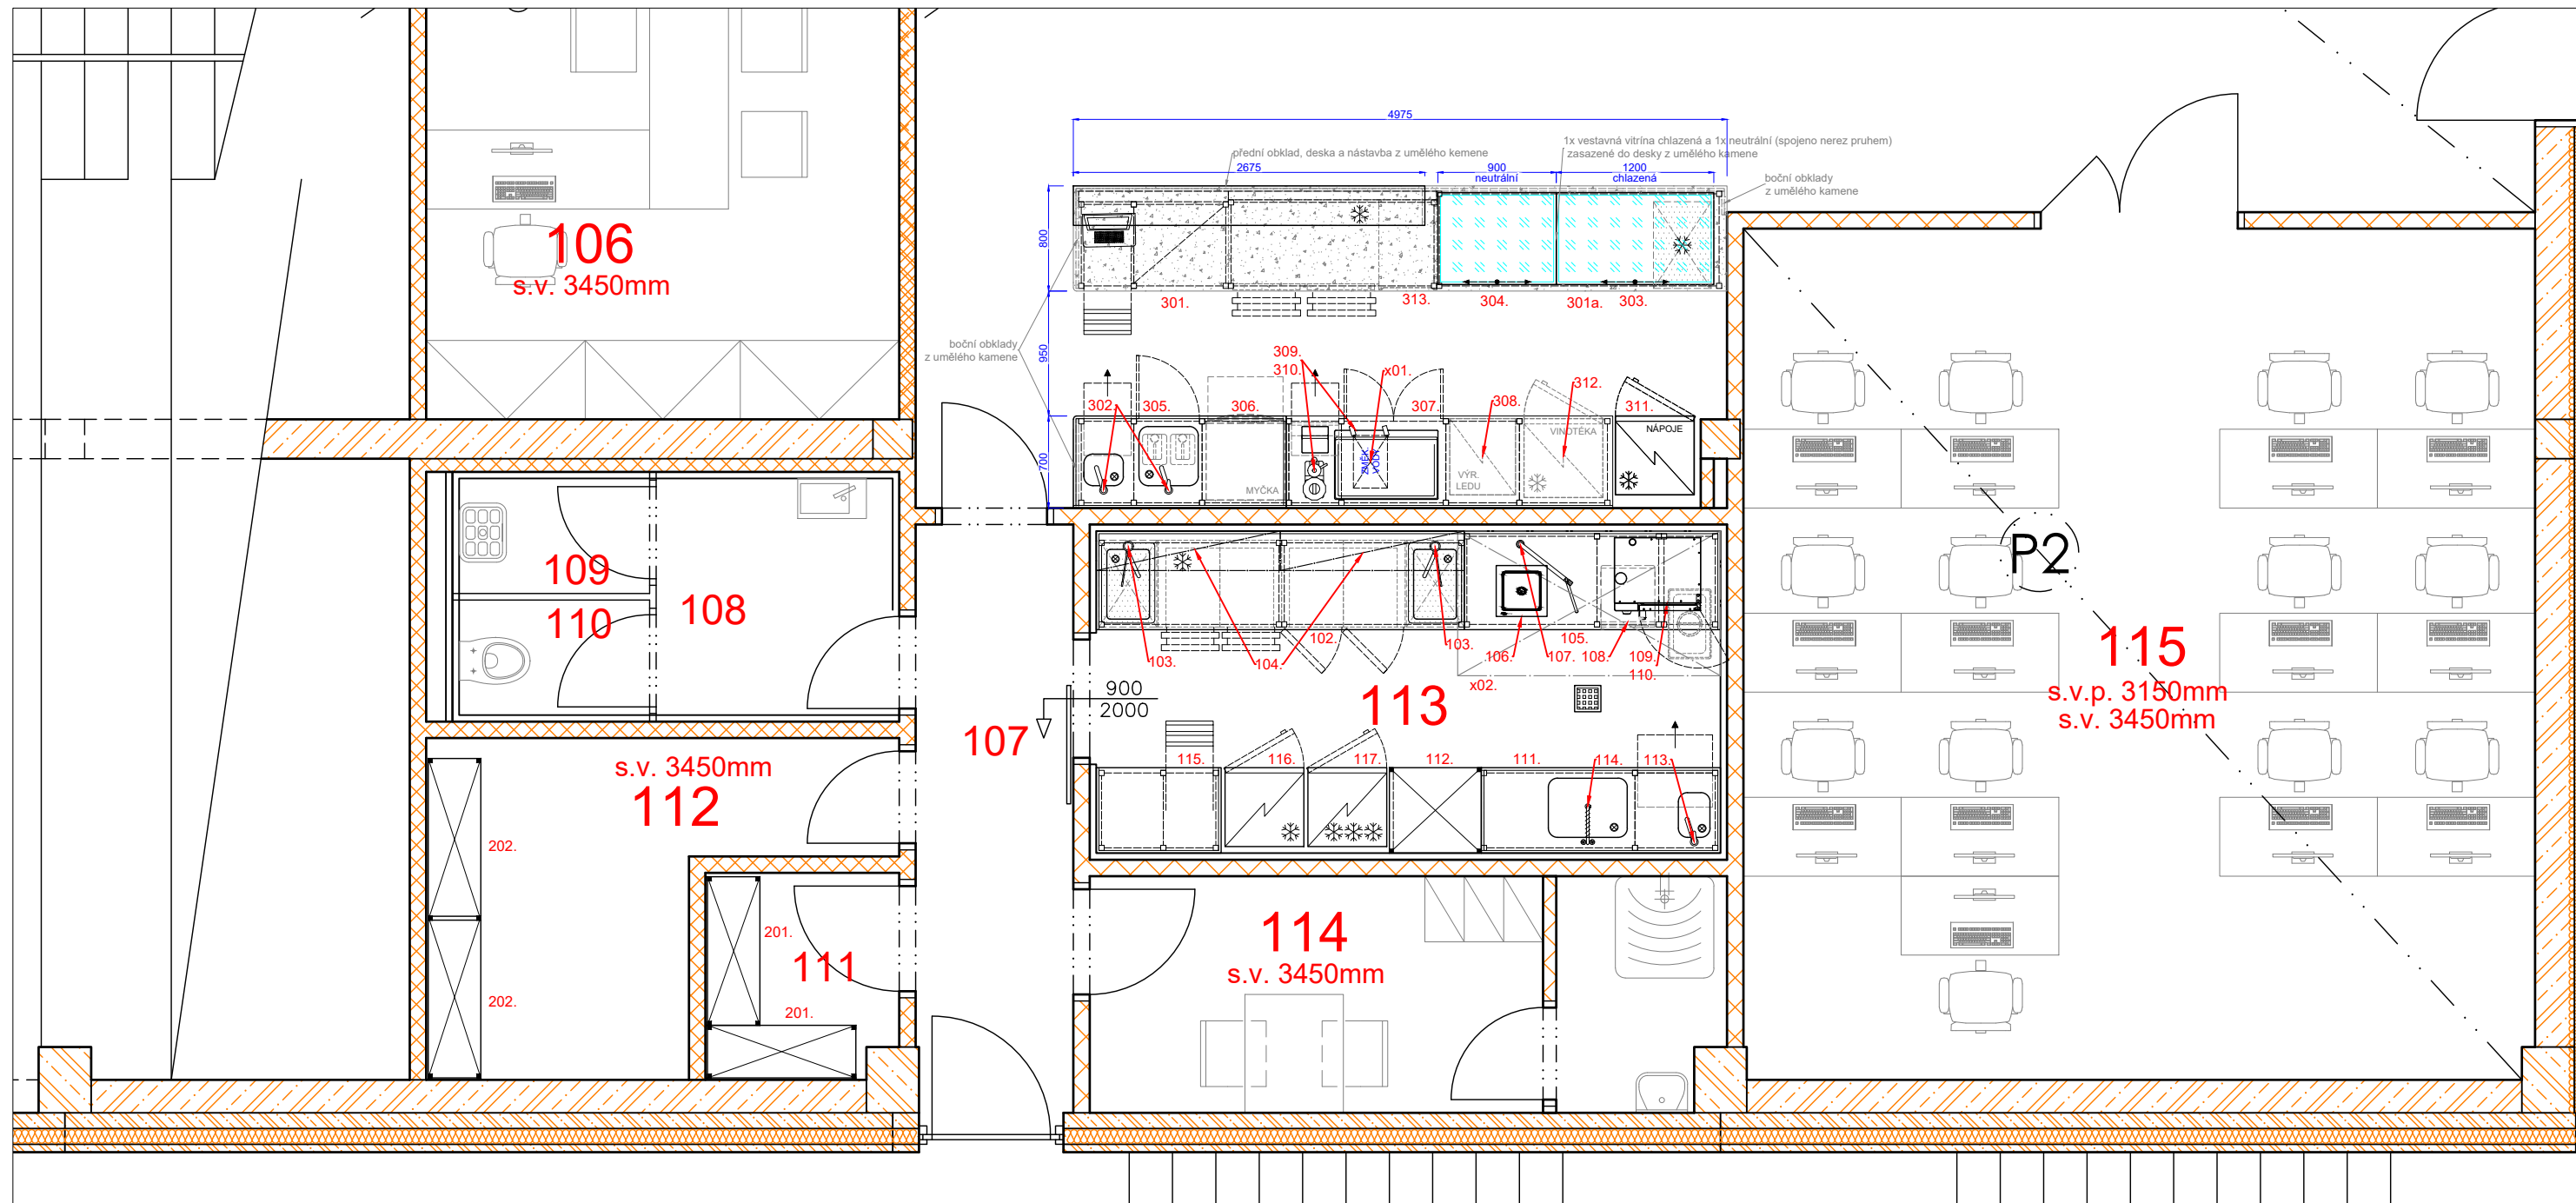 4975
přední obklad, deska a nástavba z umělého kemene
1x vestavná vitrína chlazená a 1x neutrální (spojeno nerez pruhem)
zasazené do desky z umělého kamene
2675
900
neutrální
1200
chlazená
boční obklady
z umělého kamene
800
106
s.v. 3450mm
301.
313.
304.
301a.
303.
boční obklady
z umělého kamene
950
309.
310.
x01.
312.
302.
305.
306.
307.
308.
311.
VINOTÉKA
NÁPOJE
700
ZMĚK.
VODY
VÝR.
LEDU
MYČKA
109
110
108
P2
102.
103.
104.
103.
105.
106.
107.
108.
109.
110.
x02.
115
s.v.p. 3150mm
s.v. 3450mm
900
2000
113
107
s.v. 3450mm
112
115.
116.
117.
112.
111.
114.
113.
202.
201.
111
114
s.v. 3450mm
202.
201.